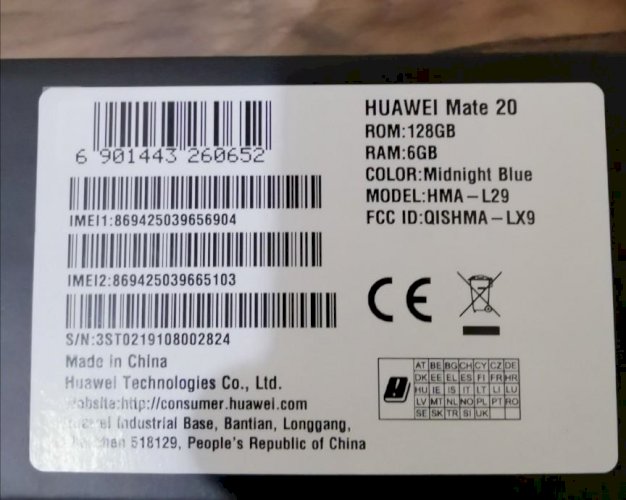 6 901443 260652
IMEI1:869425039656904
IMEI2:869425039665103
S/N:3ST0219108002824
Made in China
Huawei Technologies Co., Ltd.
Website:http://consumer.huawei.com
Industrial Base, Bantian, Longgang,
518129, People's Republic of China
HUAWEI Mate 20
ROM:128GB
RAM:6GB
COLOR:Midnight Blue
MODEL:HMA-L29
FCC ID:QISHMA-LX9
CE
AT BE BG CH CY CZ DE
DK EE EL ES FI FR HR
HU IE IS IT LT LI LU
LV MT NL NO PL PT RO
SE SK TR SI UK